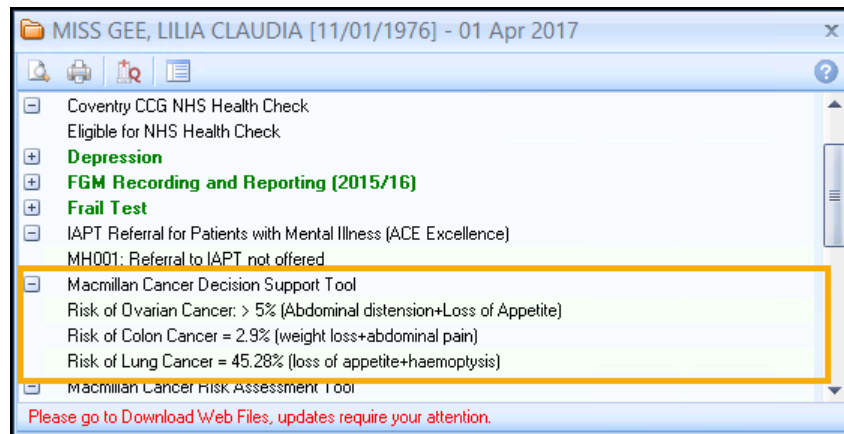 MISS GEE, LILIA CLAUDIA [11/01/1976] - 01 Apr 2017
Coventry CCG NHS Health Check
Eligible for NHS Health Check
Depression
FGM Recording and Reporting (2015/16)
Frail Test
IAPT Referral for Patients with Mental Illness (ACE Excellence)
MH001: Referral to IAPT not offered
Macmillan Cancer Decision Support Tool
Risk of Ovarian Cancer: > 5% (Abdominal distension+Loss of Appetite)
Risk of Colon Cancer = 2.9% (weight loss+abdominal pain)
Risk of Lung Cancer = 45.28% (loss of appetite+haemoptysis)
Macmillan Cancer Risk Assessment Tool
Please go to Download Web Files, updates require your attention.